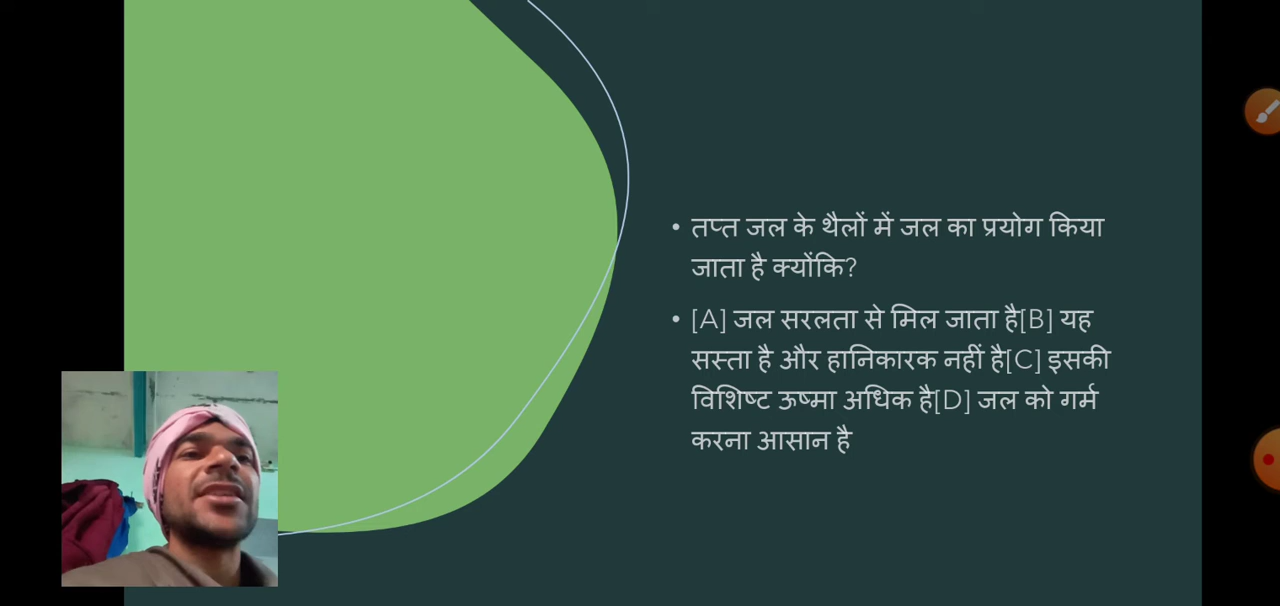 • तप्त जल के थैलों में जल का प्रयोग किया
जाता है क्योंकि?
• [A] जल सरलता से मिल जाता है[B] यह
सस्ता है और हानिकारक नहीं है[C] इसकी
विशिष्ट ऊष्मा अधिक है[D] जल को गर्म
करना आसान है